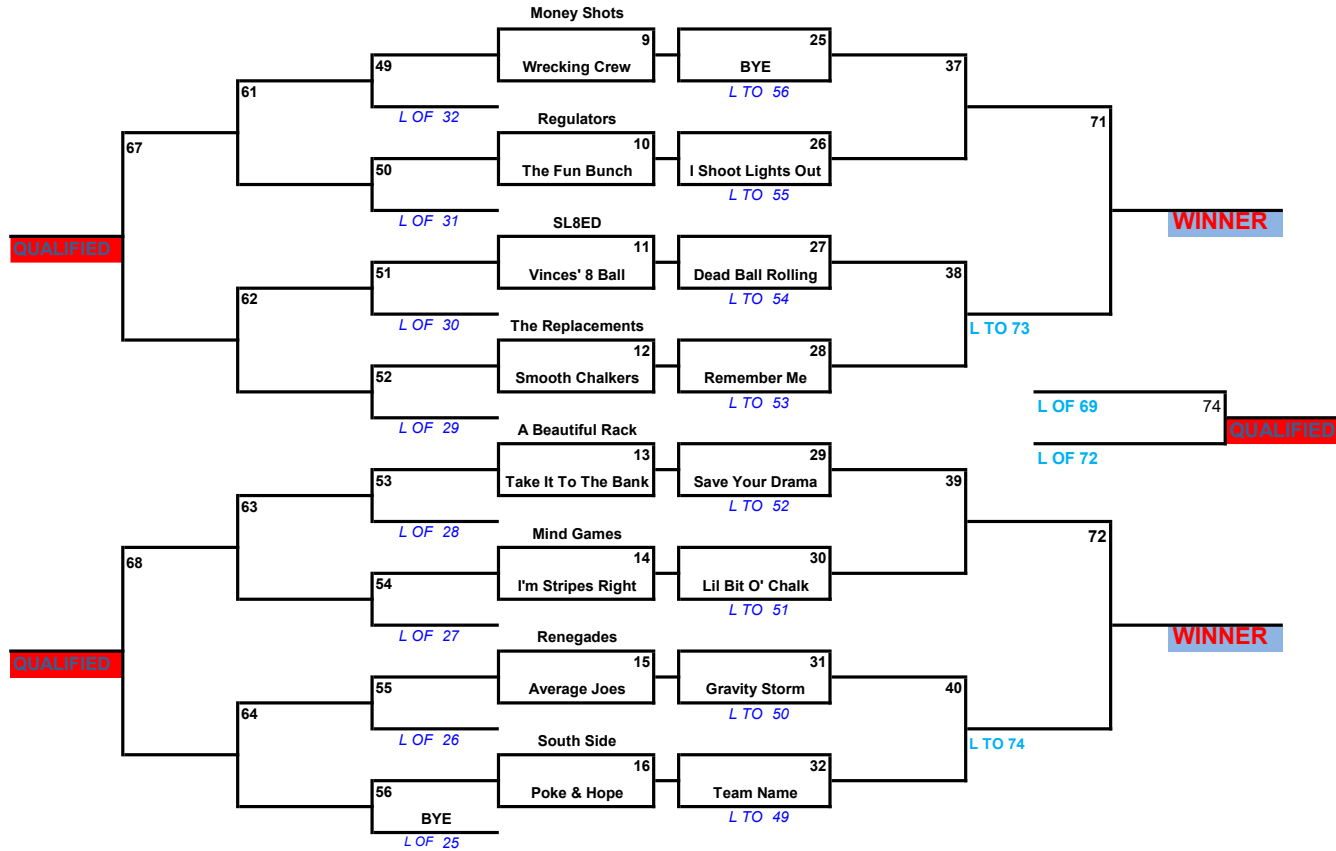 Money Shots
9 25
49 Wrecking Crew BYE 37
61 L TO 56
L OF 32 Regulators 71
67 10 26
50 The Fun Bunch I Shoot Lights Out
L TO 55
L OF 31 SL8ED WINNER
QUALIFIED 11 27
51 Vinces' 8 Ball Dead Ball Rolling 38
62 L TO 54
L OF 30 The Replacements L TO 73
12 28
52 Smooth Chalkers Remember Me
L TO 53 L OF 69 74
L OF 29 A Beautiful Rack QUALIFIED
13 29 L OF 72
53 Take It To The Bank Save Your Drama 39
63 L TO 52
L OF 28 Mind Games 72
68 14 30
54 I'm Stripes Right Lil Bit O' Chalk
L TO 51
L OF 27 Renegades WINNER
QUALIFIED 15 31
55 Average Joes Gravity Storm 40
64 L TO 50
L OF 26 South Side L TO 74
16 32
56 Poke & Hope Team Name
BYE L TO 49
L OF 25